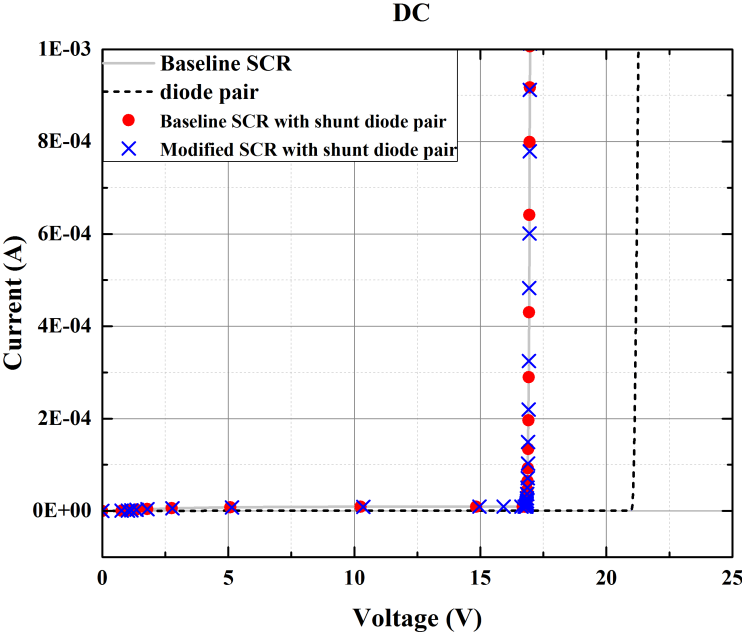 DC
1E-03
8E-04
6E-04
4E-04
2E-04
0E+00
Current (A)
Baseline SCR
diode pair
Baseline SCR with shunt diode pair
Modified SCR with shunt diode pair
0 5 10 15 20 25
Voltage (V)